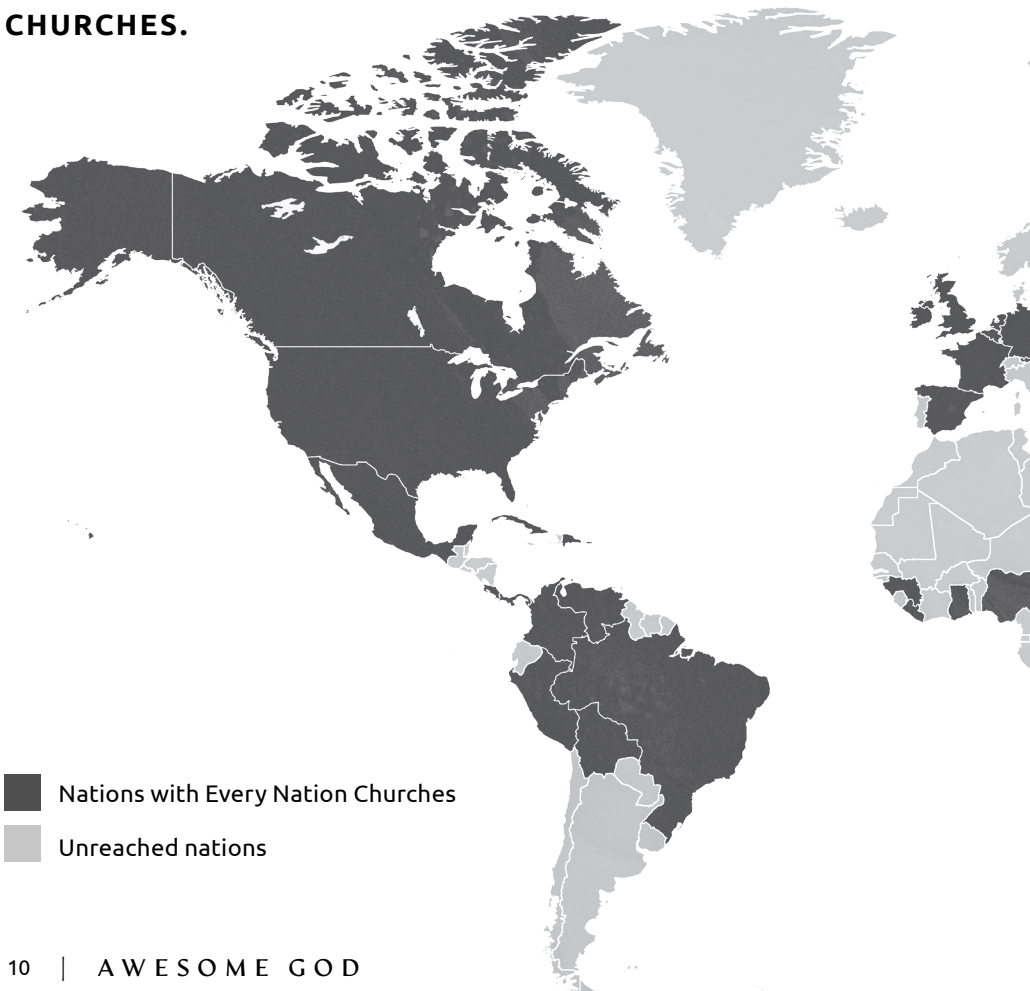 CHURCHES.
Nations with Every Nation Churches
Unreached nations
10 | AWESOME GOD